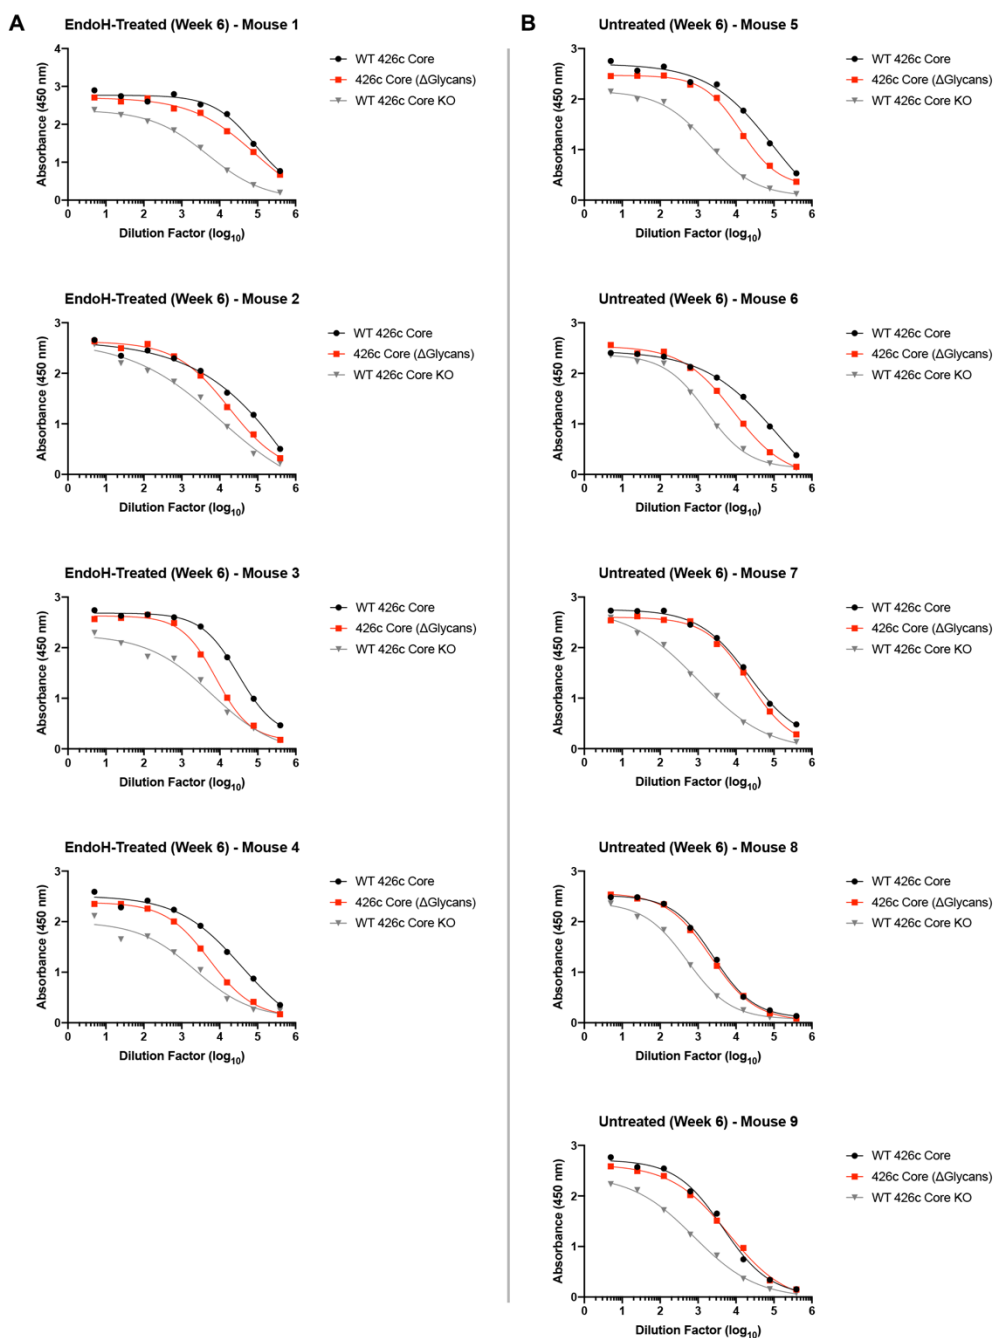 A
EndoH-Treated (Week 6) - Mouse 1
4
3
2
1
0
Absorbance (450 nm)
0 1 2 3 4 5 6
Dilution Factor (log10)
WT 426c Core
426c Core (ΔGlycans)
WT 426c Core KO
EndoH-Treated (Week 6) - Mouse 2
3
2
1
0
Absorbance (450 nm)
0 1 2 3 4 5 6
Dilution Factor (log10)
WT 426c Core
426c Core (ΔGlycans)
WT 426c Core KO
EndoH-Treated (Week 6) - Mouse 3
3
2
1
0
Absorbance (450 nm)
0 1 2 3 4 5 6
Dilution Factor (log10)
WT 426c Core
426c Core (ΔGlycans)
WT 426c Core KO
EndoH-Treated (Week 6) - Mouse 4
3
2
1
0
Absorbance (450 nm)
0 1 2 3 4 5 6
Dilution Factor (log10)
WT 426c Core
426c Core (ΔGlycans)
WT 426c Core KO
B
Untreated (Week 6) - Mouse 5
3
2
1
0
Absorbance (450 nm)
0 1 2 3 4 5 6
Dilution Factor (log10)
WT 426c Core
426c Core (ΔGlycans)
WT 426c Core KO
Untreated (Week 6) - Mouse 6
3
2
1
0
Absorbance (450 nm)
0 1 2 3 4 5 6
Dilution Factor (log10)
WT 426c Core
426c Core (ΔGlycans)
WT 426c Core KO
Untreated (Week 6) - Mouse 7
3
2
1
0
Absorbance (450 nm)
0 1 2 3 4 5 6
Dilution Factor (log10)
WT 426c Core
426c Core (ΔGlycans)
WT 426c Core KO
Untreated (Week 6) - Mouse 8
3
2
1
0
Absorbance (450 nm)
0 1 2 3 4 5 6
Dilution Factor (log10)
WT 426c Core
426c Core (ΔGlycans)
WT 426c Core KO
Untreated (Week 6) - Mouse 9
3
2
1
0
Absorbance (450 nm)
0 1 2 3 4 5 6
Dilution Factor (log10)
WT 426c Core
426c Core (ΔGlycans)
WT 426c Core KO